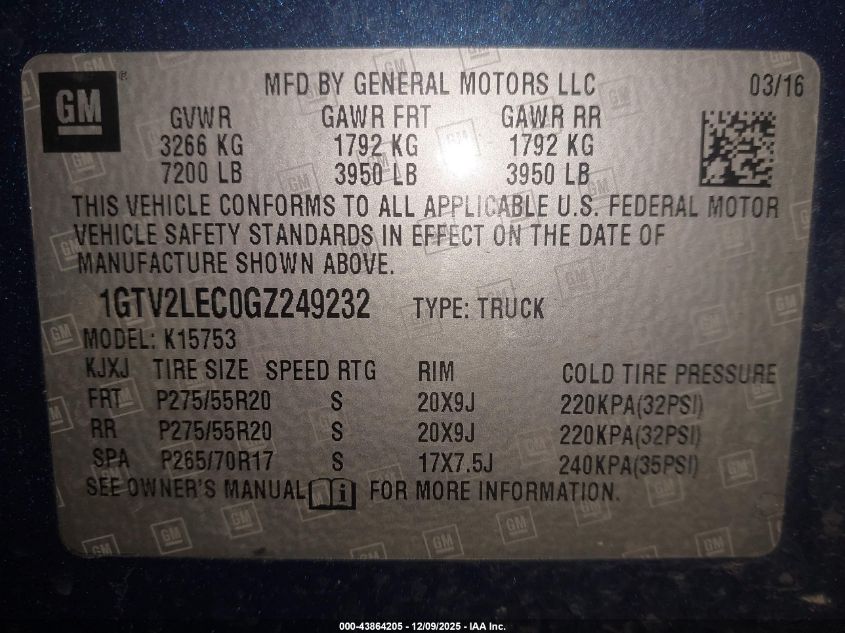 GM ® MFD BY GENERAL MOTORS LLC 03/16
GVWR GAWR FRT GAWR RR
3266 KG 1792 KG 1792 KG
7200 LB 3950 LB 3950 LB
THIS VEHICLE CONFORMS TO ALL APPLICABLE U.S. FEDERAL MOTOR
VEHICLE SAFETY STANDARDS IN EFFECT ON THE DATE OF
MANUFACTURE SHOWN ABOVE.
1GTV2LEC0GZ249232 TYPE: TRUCK
MODEL: K15753
KJXJ TIRE SIZE SPEED RTG RIM COLD TIRE PRESSURE
FRT P275/55R20 S 20X9J 220KPA(32PSI)
RR P275/55R20 S 20X9J 220KPA(32PSI)
SPA P265/70R17 S 17X7.5J 240KPA(35PSI)
SEE OWNER'S MANUAL i FOR MORE INFORMATION.
000-43864205 - 12/09/2025 - IAA Inc.